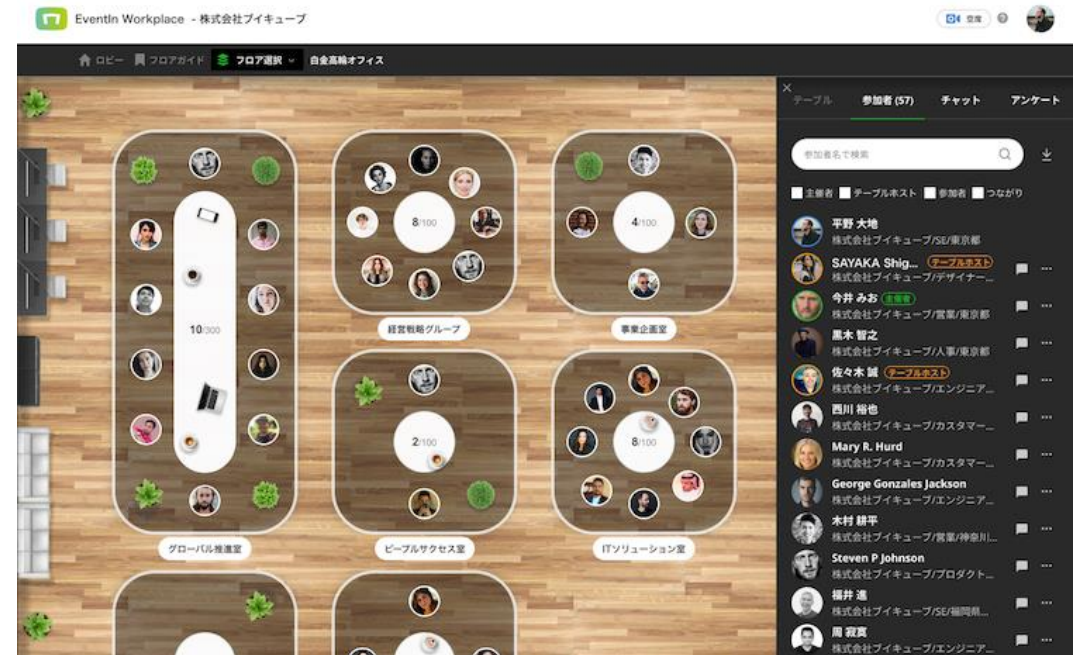 EventIn Workplace - 株式会社ブイキューブ
空席
ロビー
フロアガイド
フロア選択
白金高輪オフィス
8/100
経営戦略グループ
4/100
事業企画室
10/300
グローバル推進室
2/100
ピープルサクセス室
8/100
ITソリューション室
テーブル
参加者 (57)
チャット
アンケート
参加者名で検索
主催者
テーブルホスト
参加者
つながり
平野 大地
株式会社ブイキューブ/SE/東京都
SAYAKA Shig... テーブルホスト
株式会社ブイキューブ/デザイナー...
今井 みお 主催者
株式会社ブイキューブ/営業/東京都
黒木 智之
株式会社ブイキューブ/人事/東京都
佐々木 誠 テーブルホスト
株式会社ブイキューブ/エンジニア...
西川 裕也
株式会社ブイキューブ/カスタマー...
Mary R. Hurd
株式会社ブイキューブ/カスタマー...
George Gonzales Jackson
株式会社ブイキューブ/エンジニア...
木村 耕平
株式会社ブイキューブ/営業/神奈川...
Steven P Johnson
株式会社ブイキューブ/プロダクト...
福井 進
株式会社ブイキューブ/SE/福岡県...
周 寂寞
株式会社ブイキューブ/エンジニア...